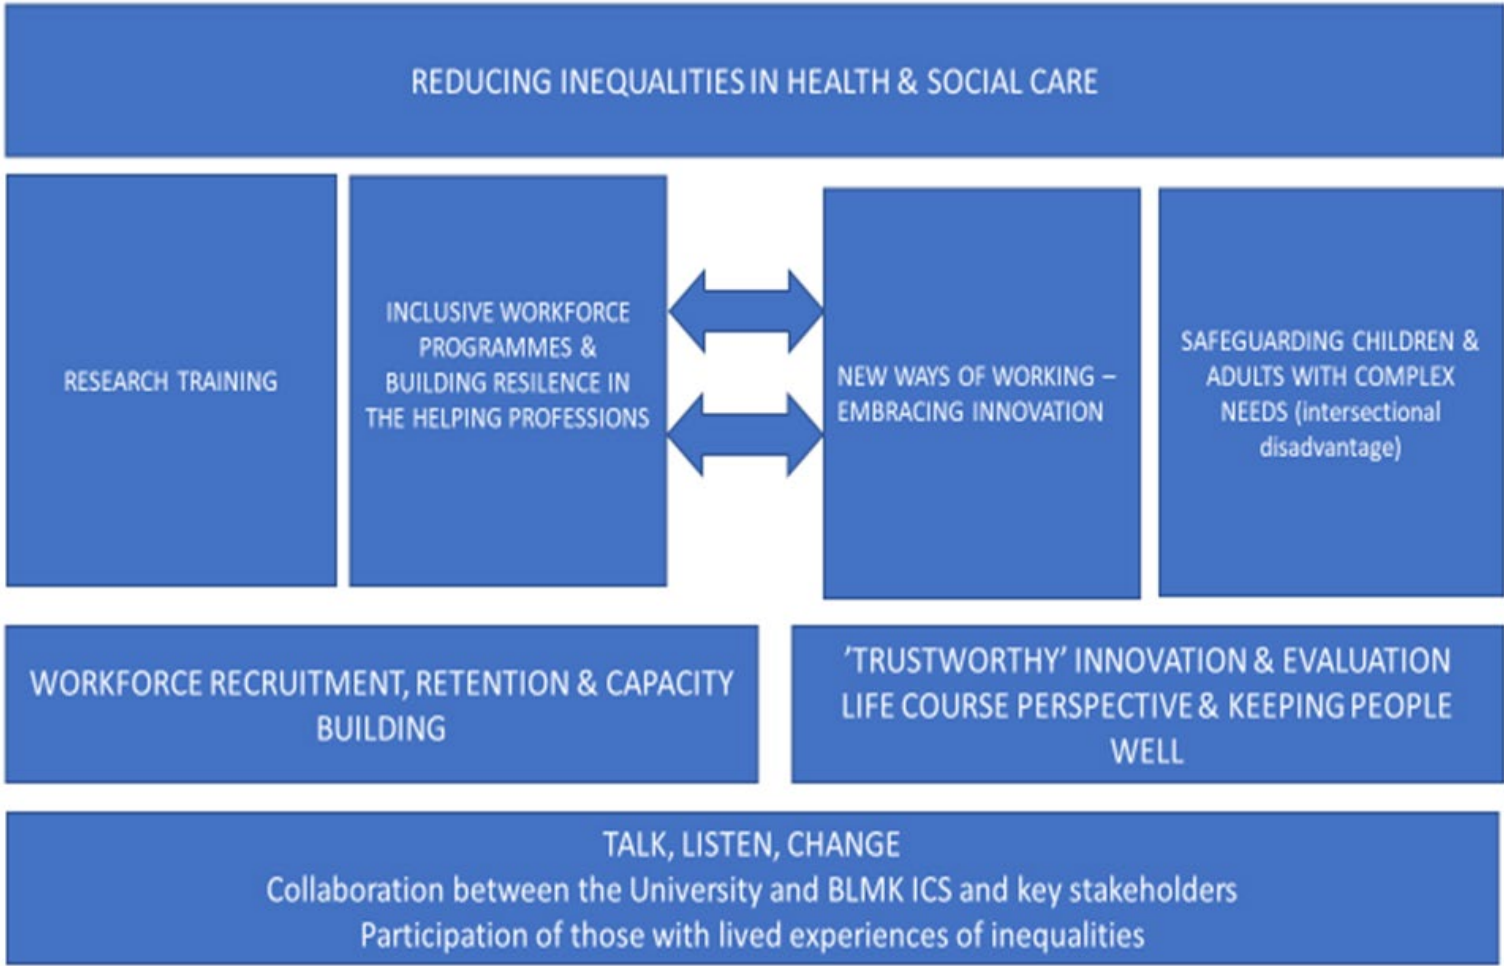 REDUCING INEQUALITIES IN HEALTH & SOCIAL CARE
RESEARCH TRAINING
INCLUSIVE WORKFORCE
PROGRAMMES &
BUILDING RESILENCE IN
THE HELPING PROFESSIONS
NEW WAYS OF WORKING –
EMBRACING INNOVATION
SAFEGUARDING CHILDREN &
ADULTS WITH COMPLEX
NEEDS (intersectional
disadvantage)
WORKFORCE RECRUITMENT, RETENTION & CAPACITY
BUILDING
’TRUSTWORTHY’ INNOVATION & EVALUATION
LIFE COURSE PERSPECTIVE & KEEPING PEOPLE
WELL
TALK, LISTEN, CHANGE
Collaboration between the University and BLMK ICS and key stakeholders
Participation of those with lived experiences of inequalities